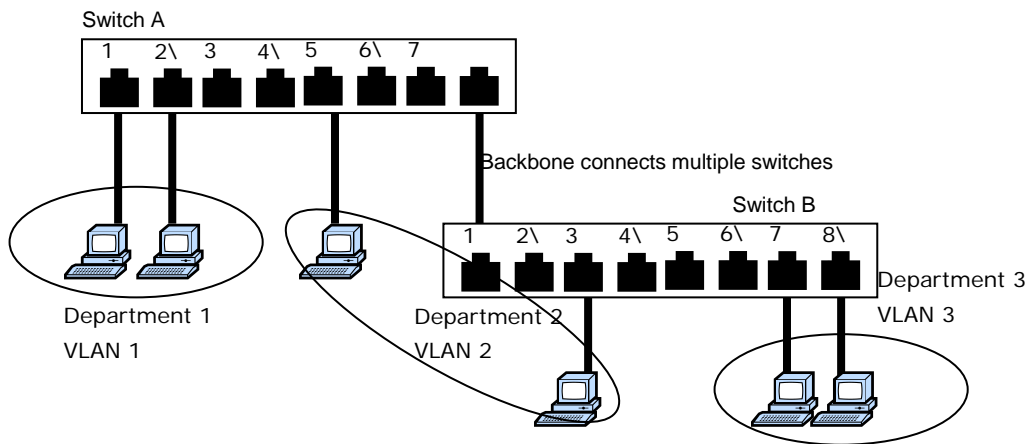 Switch A
1 2\ 3 4\ 5 6\ 7
Backbone connects multiple switches
Switch B
1 2\ 3 4\ 5 6\ 7 8\
Department 1
VLAN 1
Department 2
VLAN 2
Department 3
VLAN 3